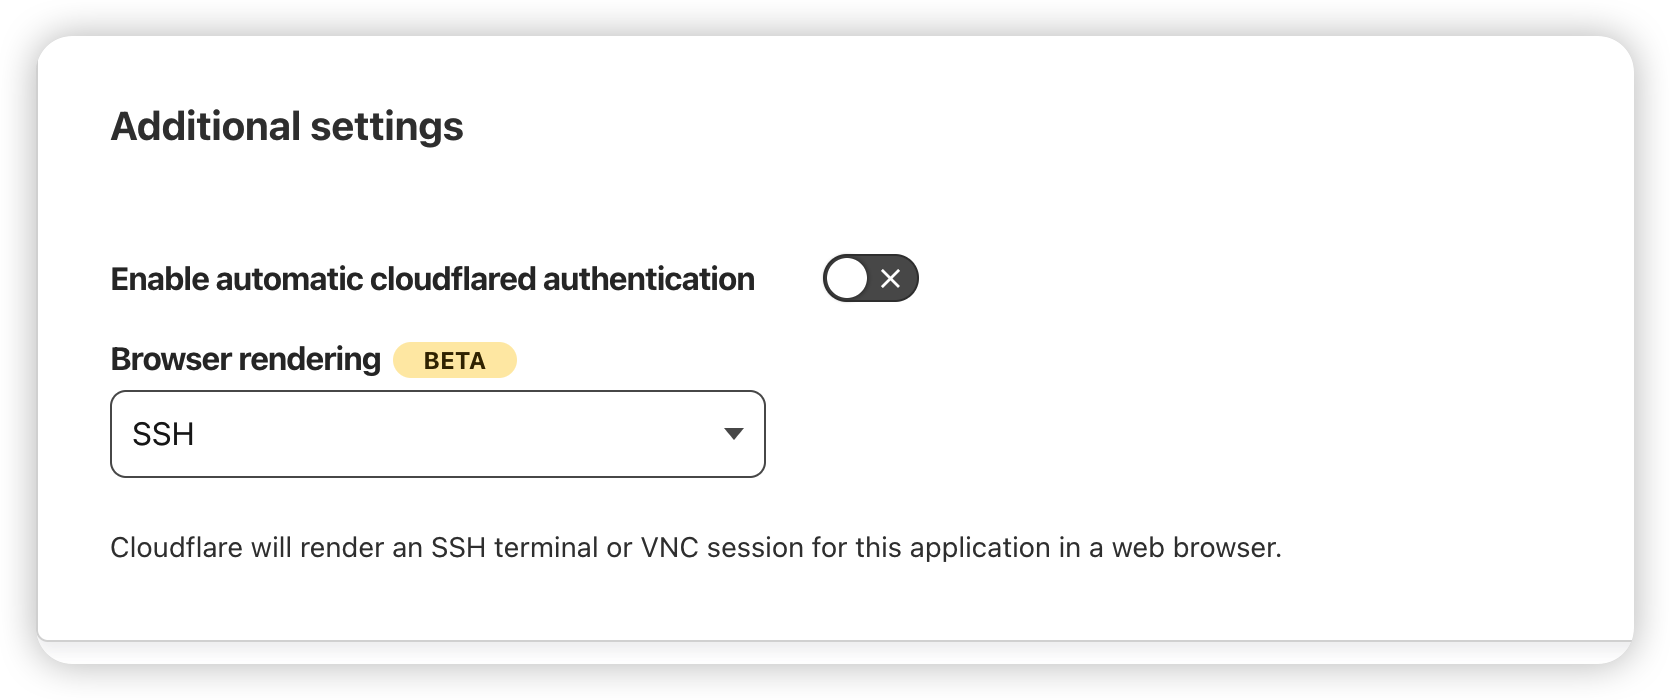 Additional settings
Enable automatic cloudflared authentication
Browser rendering BETA
SSH
Cloudflare will render an SSH terminal or VNC session for this application in a web browser.